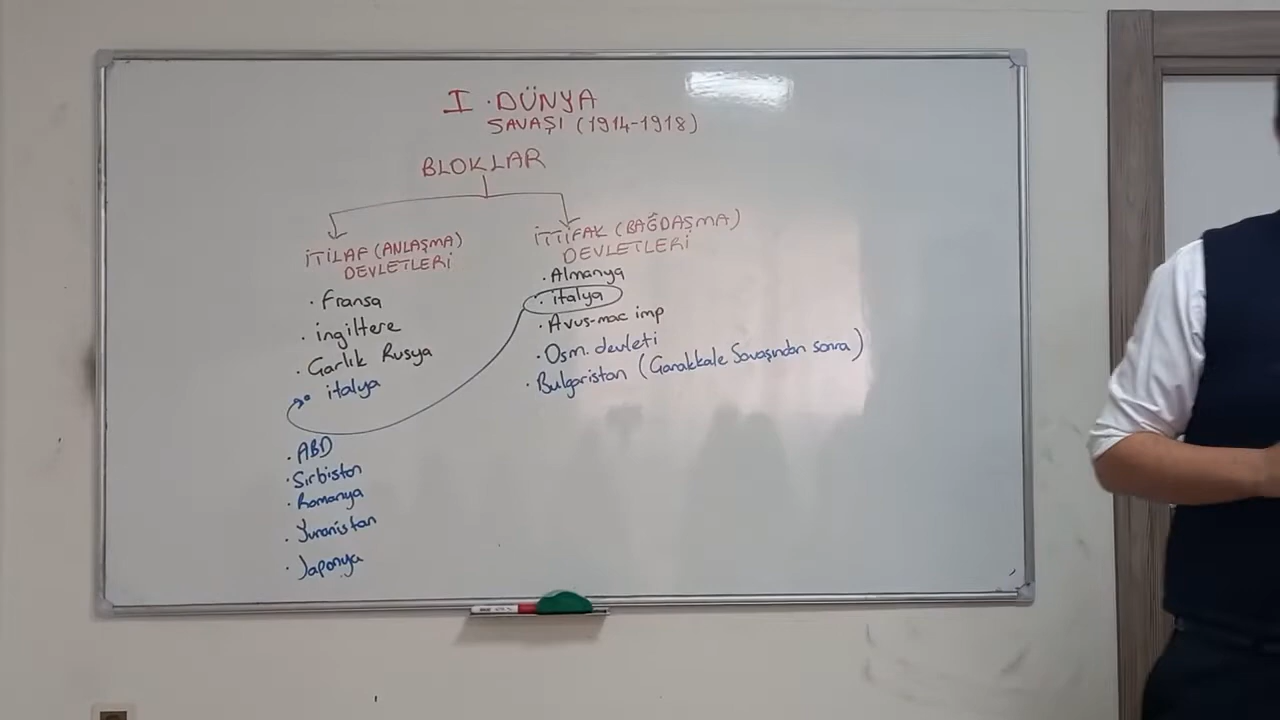 I. DÜNYA
SAVAŞI (1914-1918)
BLOKLAR
İTİLAF (ANLAŞMA)
DEVLETLERİ
• Fransa
• ingiltere
• Çarlık Rusya
• italya
• ABD
• Sırbistan
• Romanya
• Yunanistan
• Japonya
İTTİFAK (BAĞDAŞMA)
DEVLETLERİ
• Almanya
• italya
• Avus-mac imp
• Osm. devleti
• Bulgaristan (Çanakkale Savaşından sonra)